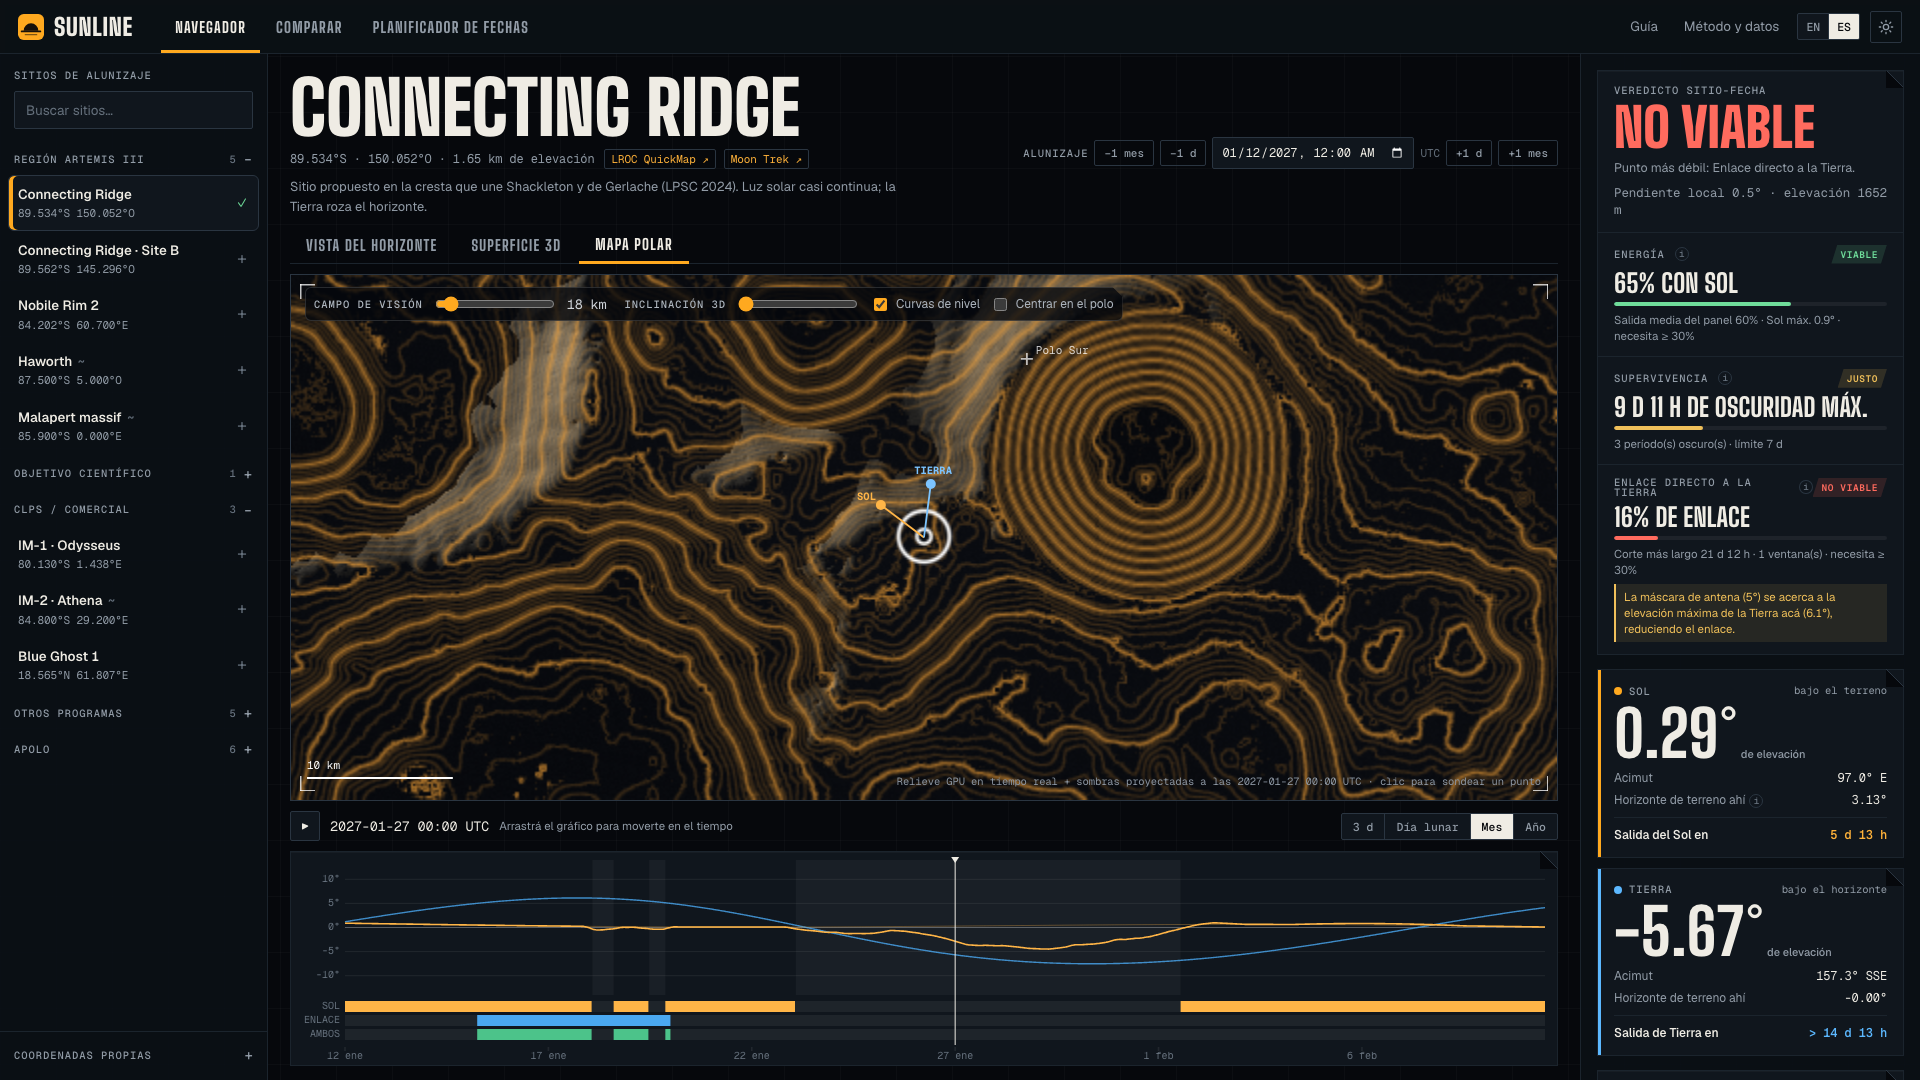 SUNLINE
NAVEGADOR
COMPARAR
PLANIFICADOR DE FECHAS
Guía
Método y datos
EN
ES
SITIOS DE ALUNIZAJE
Buscar sitios…
REGIÓN ARTEMIS III 5 −
Connecting Ridge
89.534°S 150.052°O ✓
Connecting Ridge · Site B
89.562°S 145.296°O +
Nobile Rim 2
84.202°S 60.700°E +
Haworth ~
87.500°S 5.000°O +
Malapert massif ~
85.900°S 0.000°E +
OBJETIVO CIENTÍFICO 1 +
CLPS / COMERCIAL 3 −
IM-1 · Odysseus
80.130°S 1.438°E +
IM-2 · Athena ~
84.800°S 29.200°E +
Blue Ghost 1
18.565°N 61.807°E +
OTROS PROGRAMAS 5 +
APOLO 6 +
COORDENADAS PROPIAS +
CONNECTING RIDGE
89.534°S · 150.052°O · 1.65 km de elevación LROC QuickMap ↗ Moon Trek ↗
Sitio propuesto en la cresta que une Shackleton y de Gerlache (LPSC 2024). Luz solar casi continua; la
Tierra roza el horizonte.
ALUNIZAJE −1 mes −1 d 01/12/2027, 12:00 AM UTC +1 d +1 mes
VISTA DEL HORIZONTE
SUPERFICIE 3D
MAPA POLAR
CAMPO DE VISIÓN 18 km INCLINACIÓN 3D Curvas de nivel Centrar en el polo
Polo Sur
TIERRA
SOL
10 km
Relieve GPU en tiempo real + sombras proyectadas a las 2027-01-27 00:00 UTC · clic para sondear un punto
2027-01-27 00:00 UTC Arrastrá el gráfico para moverte en el tiempo
3 d Día lunar Mes Año
10°
5°
0°
−5°
−10°
SOL
ENLACE
AMBOS
12 ene 17 ene 22 ene 27 ene 1 feb 6 feb
VEREDICTO SITIO-FECHA
NO VIABLE
Punto más débil: Enlace directo a la Tierra.
Pendiente local 0.5° · elevación 1652
m
ENERGÍA i VIABLE
65% CON SOL
Salida media del panel 60% · Sol máx. 0.9° ·
necesita ≥ 30%
SUPERVIVENCIA i JUSTO
9 D 11 H DE OSCURIDAD MÁX.
3 período(s) oscuro(s) · límite 7 d
ENLACE DIRECTO A LA
TIERRA i NO VIABLE
16% DE ENLACE
Corte más largo 21 d 12 h · 1 ventana(s) · necesita ≥
30%
La máscara de antena (5°) se acerca a la
elevación máxima de la Tierra acá (6.1°),
reduciendo el enlace.
SOL bajo el terreno
0.29° de elevación
Acimut 97.0° E
Horizonte de terreno ahí i 3.13°
Salida del Sol en 5 d 13 h
TIERRA bajo el horizonte
−5.67° de elevación
Acimut 157.3° SSE
Horizonte de terreno ahí -0.00°
Salida de Tierra en > 14 d 13 h